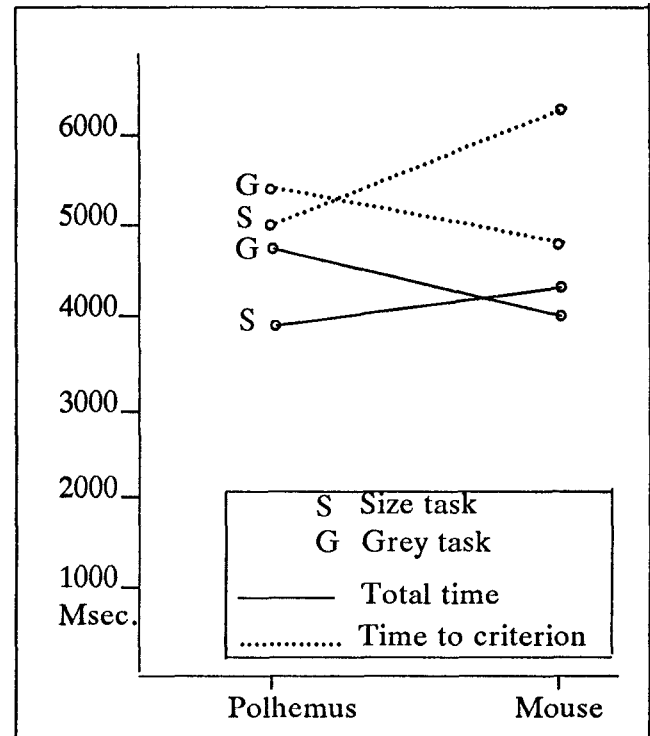 6000
G
5000
S
G
4000
S
3000
2000
S Size task
G Grey task
1000
Total time
Msec.
Time to criterion
Polhemus Mouse